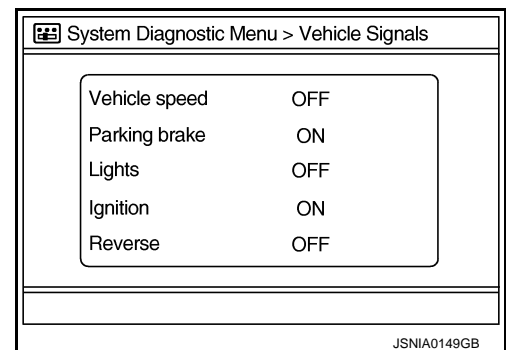 System Diagnostic Menu > Vehicle Signals
Vehicle speed OFF
Parking brake ON
Lights OFF
Ignition ON
Reverse OFF
JSNIA0149GB